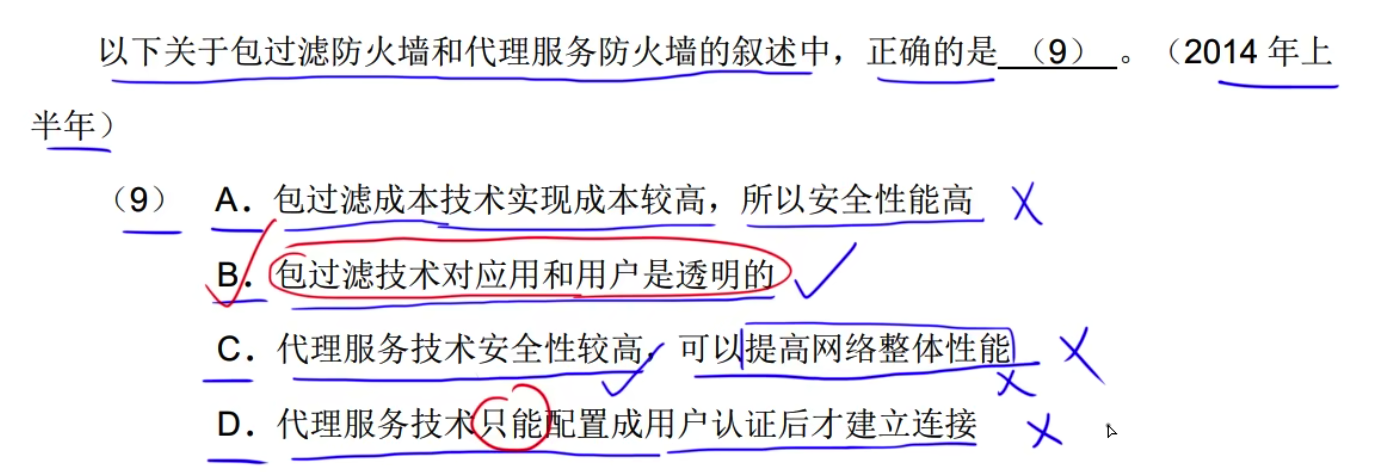 以下关于包过滤防火墙和代理服务防火墙的叙述中，正确的是 （9） 。（2014 年上
半年）
（9） A．包过滤成本技术实现成本较高，所以安全性能高
B．包过滤技术对应用和用户是透明的
C．代理服务技术安全性较高，可以提高网络整体性能
D．代理服务技术只能配置成用户认证后才建立连接